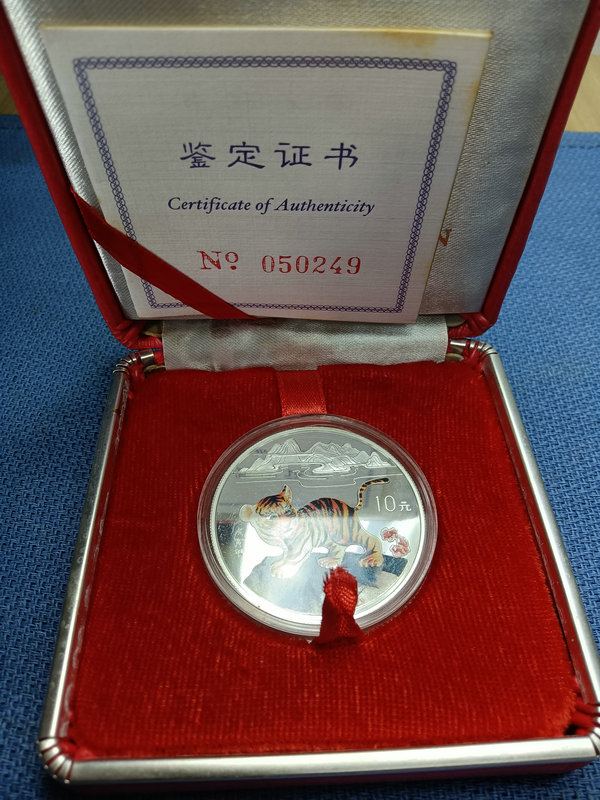 鉴定证书
Certificate of Authenticity
Nº 050249
N
10元